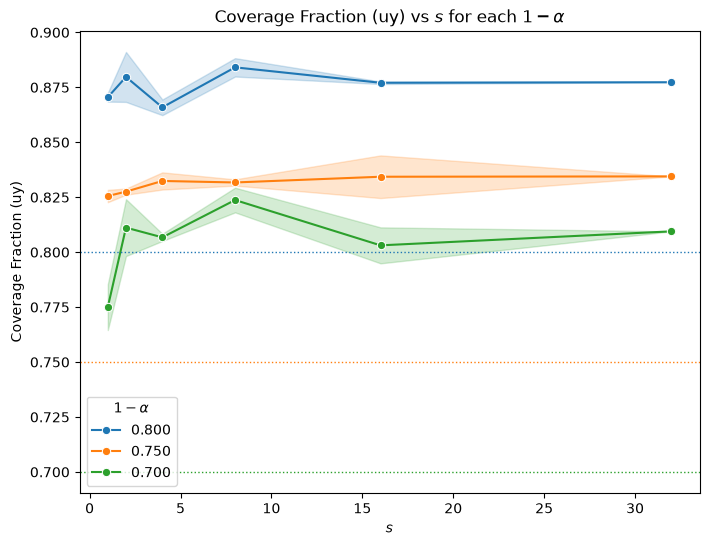 Coverage Fraction (uy) vs s for each 1 − α
0.900
0.875
0.850
0.825
0.800
0.775
0.750
0.725
0.700
Coverage Fraction (uy)
1 − α
0.800
0.750
0.700
0 5 10 15 20 25 30
s